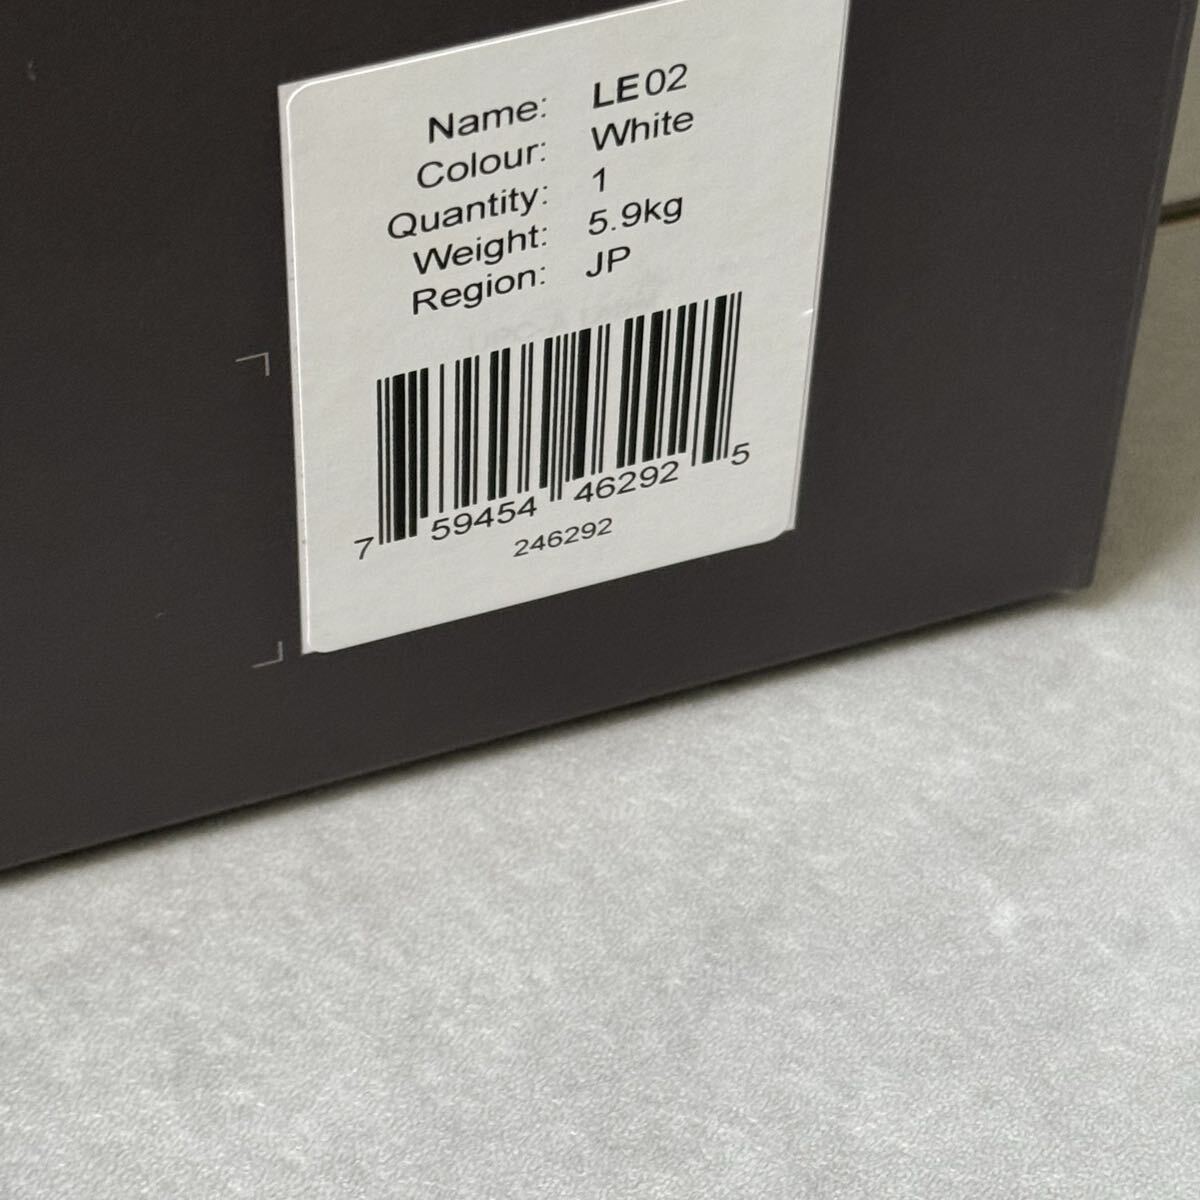 Name: LE02
Colour: White
Quantity: 1
Weight: 5.9kg
Region: JP
7 59454 46292 5
246292